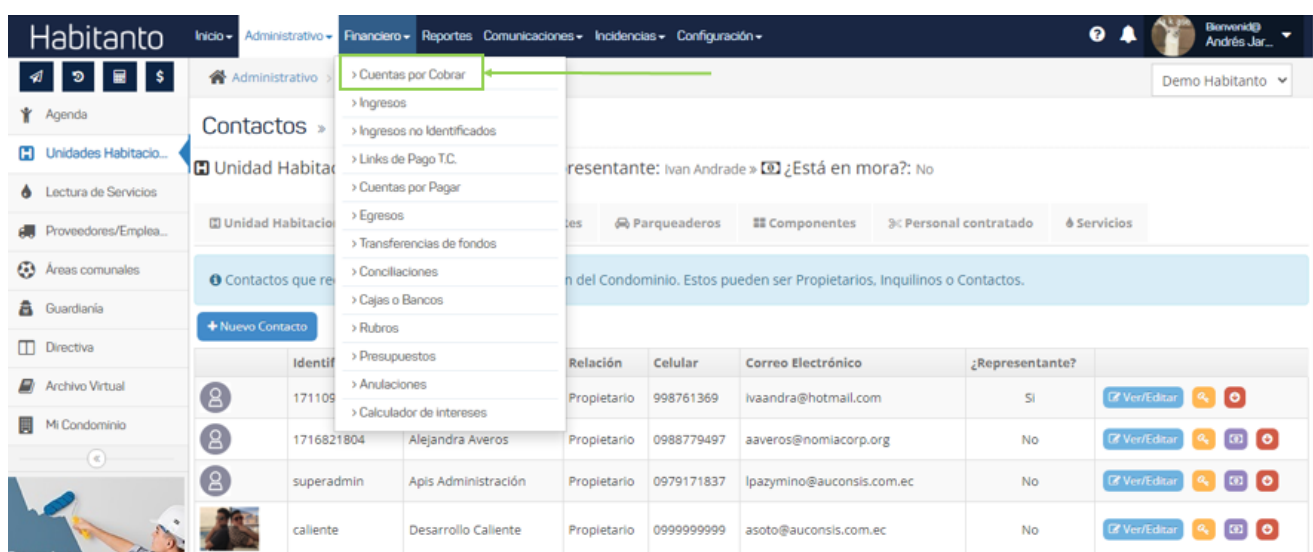 Habitanto
Inicio Administrativo Financiero Reportes Comunicaciones Incidencias Configuración
Bienvenid@
Andrés Jar...
Administrativo >
Demo Habitanto
> Cuentas por Cobrar
> Ingresos
> Ingresos no Identificados
> Links de Pago T.C.
> Cuentas por Pagar
> Egresos
> Transferencias de fondos
> Conciliaciones
> Cajas o Bancos
> Rubros
> Presupuestos
> Anulaciones
> Calculador de intereses
Agenda
Unidades Habitacio...
Lectura de Servicios
Proveedores/Emplea...
Áreas comunales
Guardianía
Directiva
Archivo Virtual
Mi Condominio
Contactos »
Unidad Habitac resentante: Ivan Andrade » ¿Está en mora?: No
Unidad Habitacio tes Parqueaderos Componentes Personal contratado Servicios
Contactos que re n del Condominio. Estos pueden ser Propietarios, Inquilinos o Contactos.
+ Nuevo Contacto
Identif Relación Celular Correo Electrónico ¿Representante?
171109 Propietario 998761369 ivaandra@hotmail.com Si Ver/Editar
1716821804 Alejandra Averos Propietario 0988779497 aaveros@nomiacorp.org No Ver/Editar
superadmin Apis Administración Propietario 0979171837 lpazymino@auconsis.com.ec No Ver/Editar
caliente Desarrollo Caliente Propietario 0999999999 asoto@auconsis.com.ec No Ver/Editar